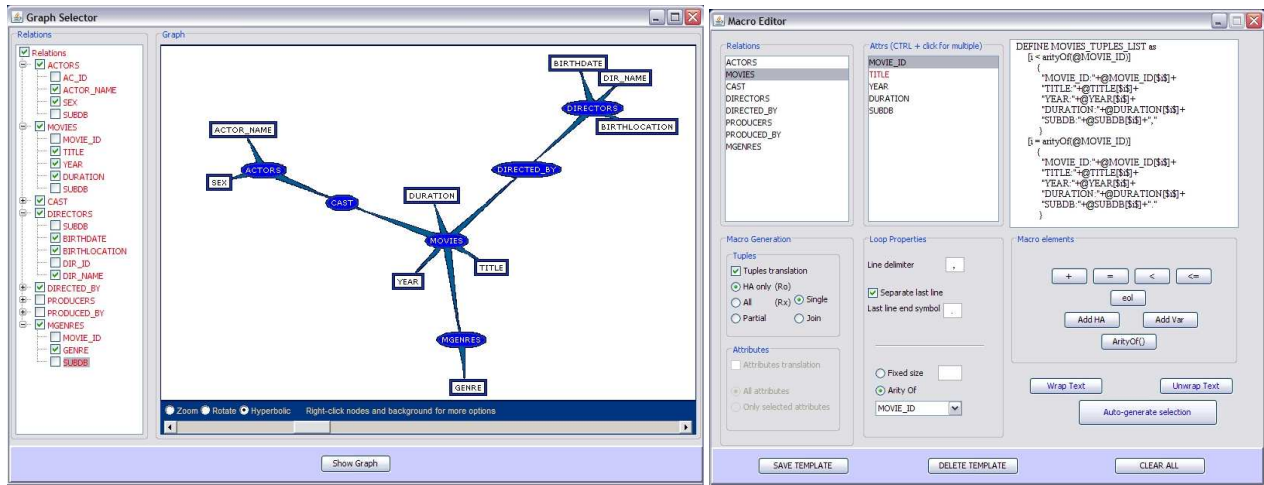 Graph Selector
Relations
Relations
ACTORS
AC_ID
ACTOR_NAME
SEX
SUBDB
MOVIES
MOVIE_ID
TITLE
YEAR
DURATION
SUBDB
CAST
DIRECTORS
SUBDB
BIRTHDATE
BIRTHLOCATION
DIR_ID
DIR_NAME
DIRECTED_BY
PRODUCERS
PRODUCED_BY
MGENRES
MOVIE_ID
GENRE
SUBDB
Graph
BIRTHDATE
DIR_NAME
DIRECTORS
BIRTHLOCATION
ACTOR_NAME
ACTORS
SEX
DIRECTED_BY
CAST
DURATION
MOVIES
TITLE
YEAR
MGENRES
GENRE
Zoom Rotate Hyperbolic Right-click nodes and background for more options
Show Graph
Macro Editor
Relations
ACTORS
MOVIES
CAST
DIRECTORS
DIRECTED_BY
PRODUCERS
PRODUCED_BY
MGENRES
Attrs (CTRL + click for multiple)
MOVIE_ID
TITLE
YEAR
DURATION
SUBDB
DEFINE MOVIES_TUPLES_LIST as
[i < arityOf(@MOVIE_ID)]
{
"MOVIE_ID:"+@MOVIE_ID[$i$]+
"TITLE:"+@TITLE[$i$]+
"YEAR:"+@YEAR[$i$]+
"DURATION:"+@DURATION[$i$]+
"SUBDB:"+@SUBDB[$i$]+","
}
[i = arityOf(@MOVIE_ID)]
{
"MOVIE_ID:"+@MOVIE_ID[$i$]+
"TITLE:"+@TITLE[$i$]+
"YEAR:"+@YEAR[$i$]+
"DURATION:"+@DURATION[$i$]+
"SUBDB:"+@SUBDB[$i$]+"."
}
Macro Generation
Tuples
Tuples translation
HA only (Ro)
All (Rx) Single
Partial Join
Attributes
Attributes translation
All attributes
Only selected attributes
Loop Properties
Line delimiter ,
Separate last line
Last line end symbol .
Fixed size
Arity Of
MOVIE_ID
Macro elements
+ = < <=
eol
Add HA Add Var
ArityOf()
Wrap Text Unwrap Text
Auto-generate selection
SAVE TEMPLATE DELETE TEMPLATE CLEAR ALL